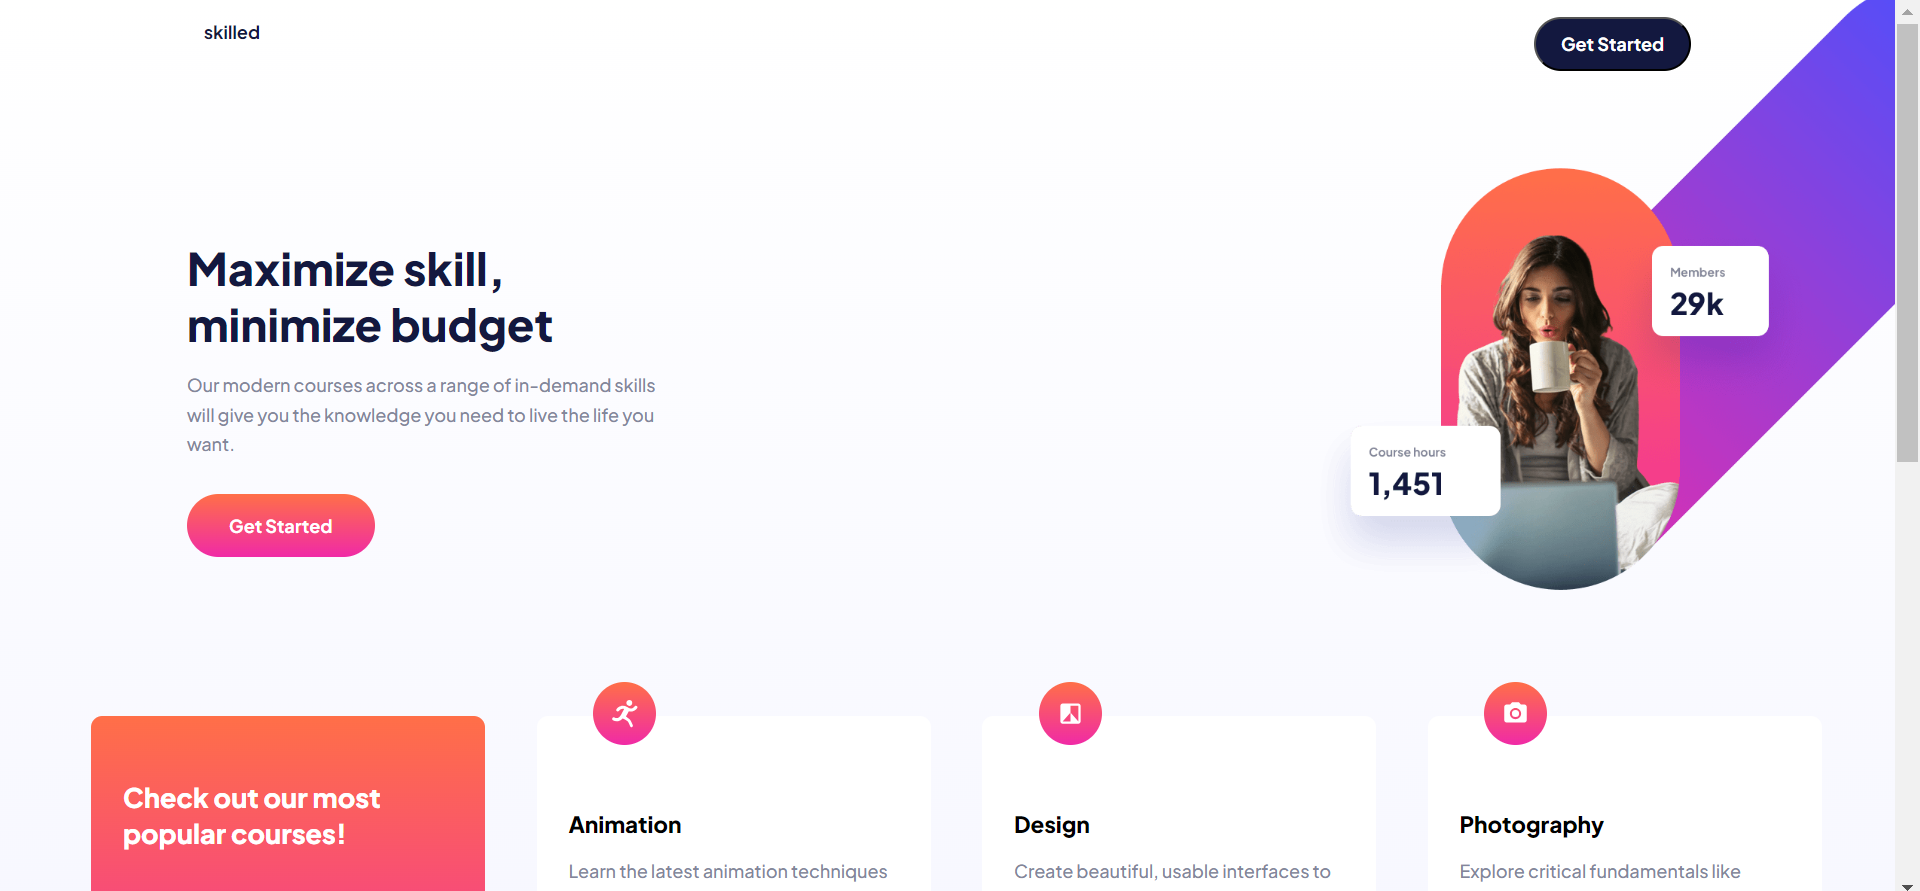 skilled
Get Started
Maximize skill,
minimize budget
Our modern courses across a range of in-demand skills
will give you the knowledge you need to live the life you
want.
Get Started
Members
29k
Course hours
1,451
Check out our most
popular courses!
Animation
Learn the latest animation techniques
Design
Create beautiful, usable interfaces to
Photography
Explore critical fundamentals like